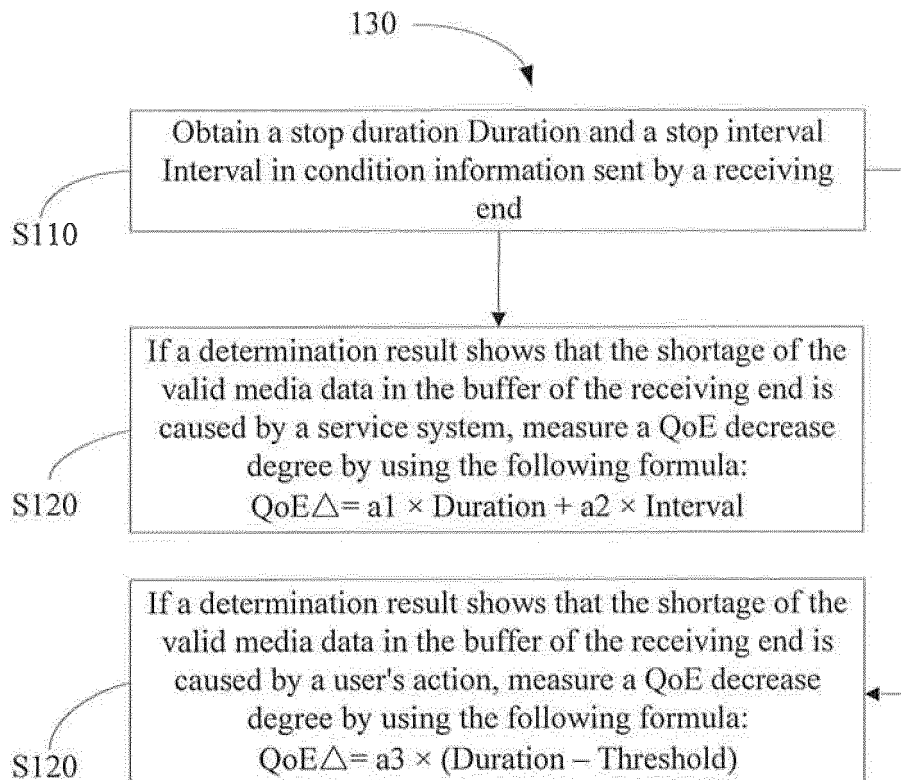 130
Obtain a stop duration Duration and a stop interval
Interval in condition information sent by a receiving
end
S110
If a determination result shows that the shortage of the
valid media data in the buffer of the receiving end is
caused by a service system, measure a QoE decrease
degree by using the following formula:
QoE△= a1 × Duration + a2 × Interval
S120
If a determination result shows that the shortage of the
valid media data in the buffer of the receiving end is
caused by a user's action, measure a QoE decrease
degree by using the following formula:
QoE△= a3 × (Duration – Threshold)
S120